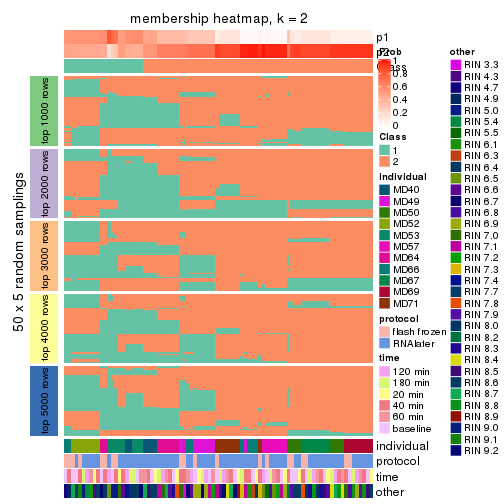 membership heatmap, k = 2
p1
p2
Class
50 x 5 random samplings
top 1000 rows
top 2000 rows
top 3000 rows
top 4000 rows
top 5000 rows
individual
protocol
time
other
Prob
1
0.8
0.6
0.4
0.2
0
Class
1
2
individual
MD40
MD49
MD50
MD52
MD53
MD57
MD64
MD66
MD67
MD69
MD71
protocol
flash frozen
RNAlater
time
120 min
180 min
20 min
40 min
60 min
baseline
other
RIN 3.3
RIN 4.3
RIN 4.7
RIN 4.9
RIN 5.0
RIN 5.4
RIN 5.5
RIN 6.1
RIN 6.3
RIN 6.4
RIN 6.5
RIN 6.6
RIN 6.7
RIN 6.8
RIN 6.9
RIN 7.0
RIN 7.1
RIN 7.2
RIN 7.3
RIN 7.4
RIN 7.7
RIN 7.8
RIN 7.9
RIN 8.0
RIN 8.2
RIN 8.3
RIN 8.4
RIN 8.5
RIN 8.6
RIN 8.7
RIN 8.8
RIN 8.9
RIN 9.0
RIN 9.1
RIN 9.2